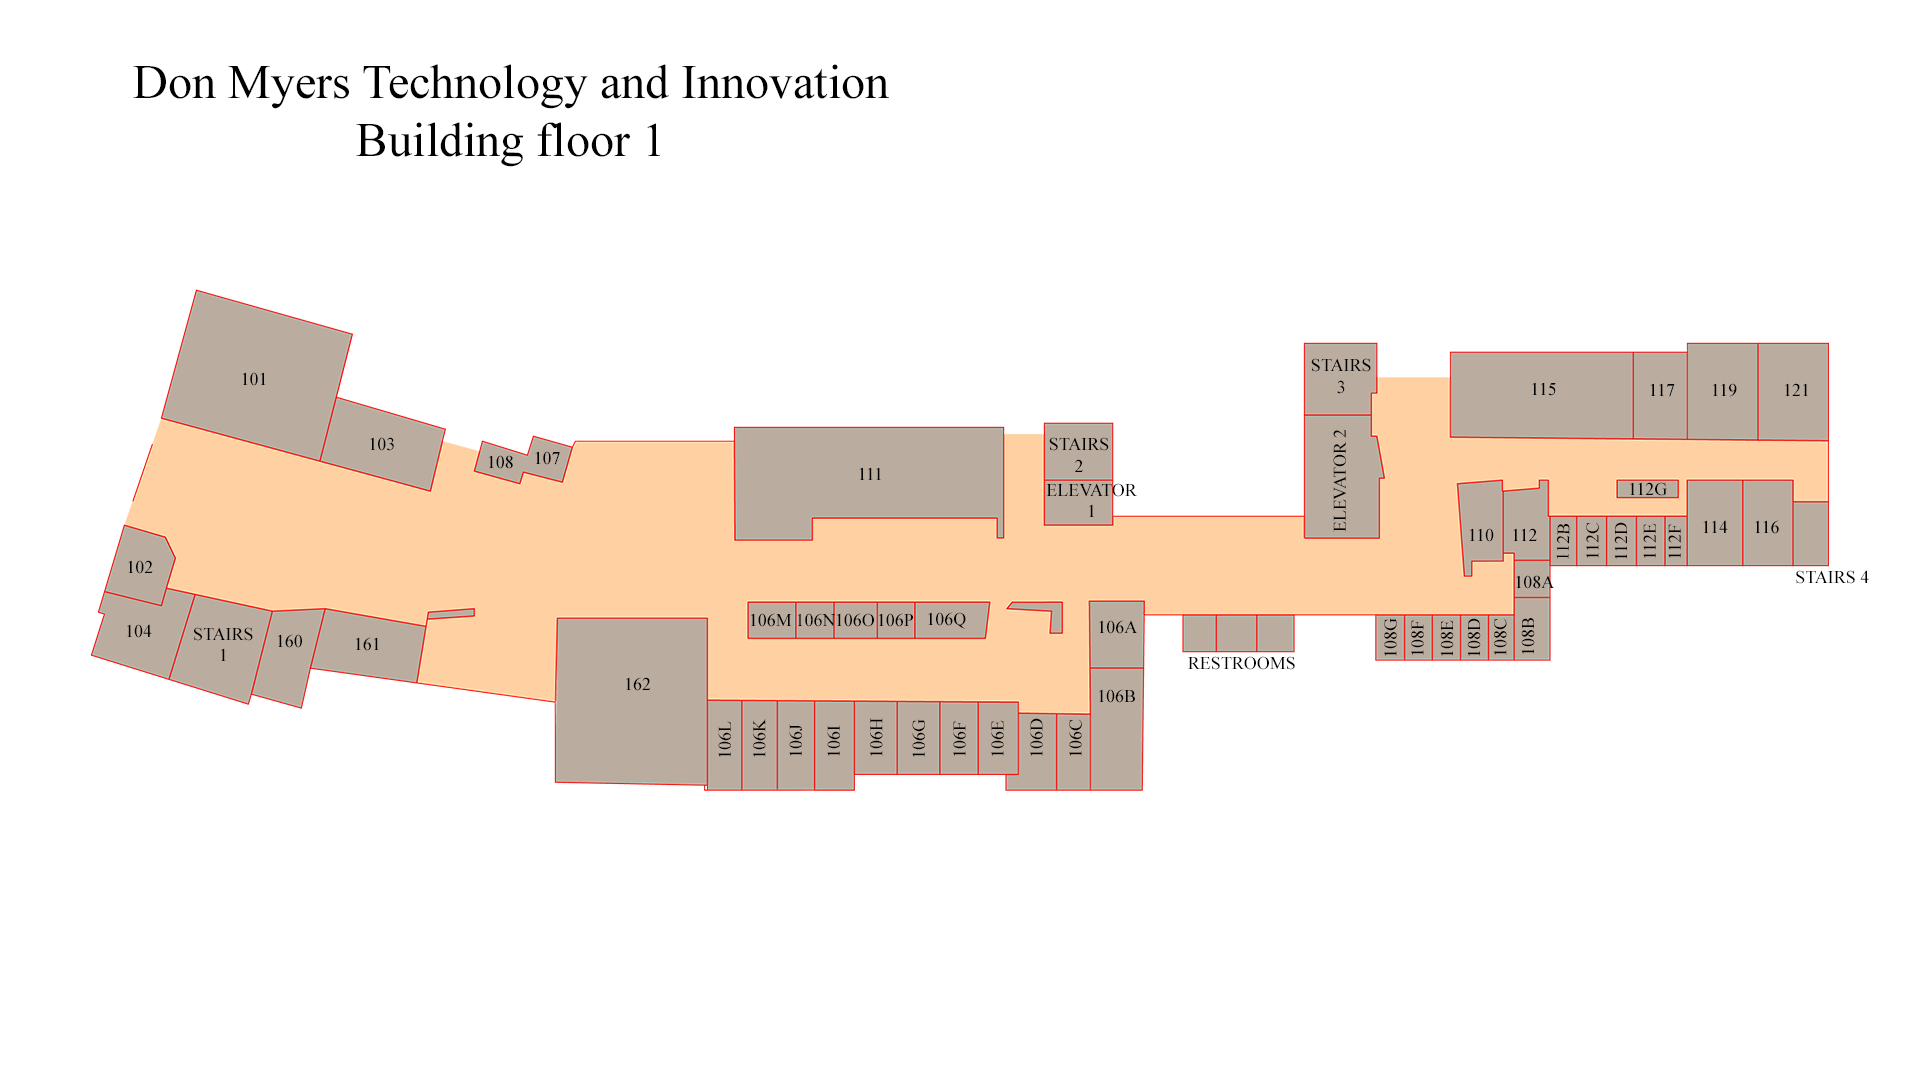 Don Myers Technology and Innovation
Building floor 1
101
103
108
107
102
104
STAIRS
1
160
161
162
111
STAIRS
2
ELEVATOR
1
106M
106N
106O
106P
106Q
106A
106B
106L
106K
106J
106I
106H
106G
106F
106E
106D
106C
RESTROOMS
STAIRS
3
ELEVATOR 2
115
117
119
121
110
112
112G
112B
112C
112D
112E
112F
114
116
STAIRS 4
108A
108G
108F
108E
108D
108C
108B